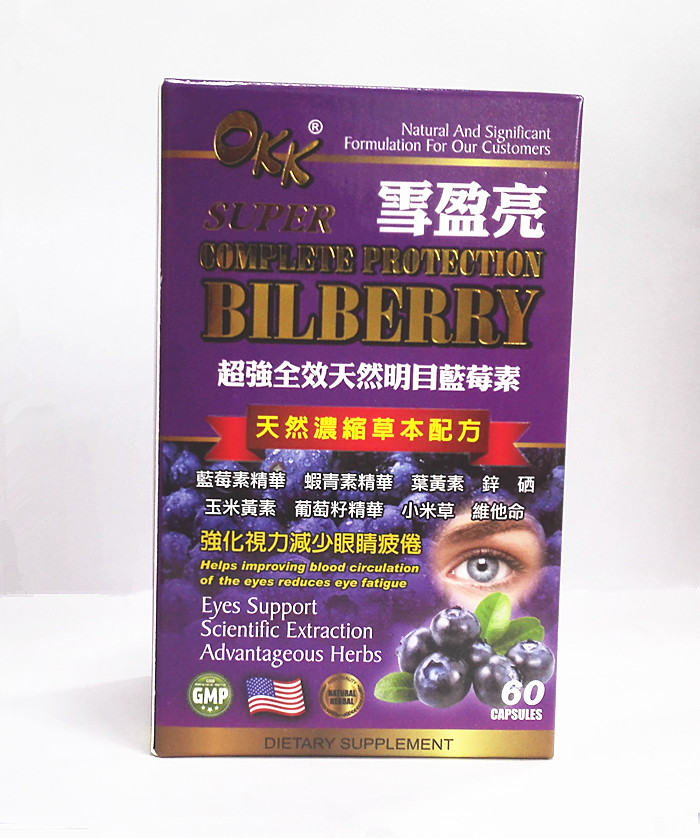 OKK®
Natural And Significant
Formulation For Our Customers
雪盈亮
SUPER
COMPLETE PROTECTION
BILBERRY
超強全效天然明目藍莓素
天然濃縮草本配方
藍莓素精華 蝦青素精華 葉黃素 鋅 硒
玉米黃素 葡萄籽精華 小米草 維他命
強化視力減少眼睛疲倦
Helps improving blood circulation
of the eyes reduces eye fatigue
Eyes Support
Scientific Extraction
Advantageous Herbs
GMP
NATURAL
HERBAL
60
CAPSULES
DIETARY SUPPLEMENT